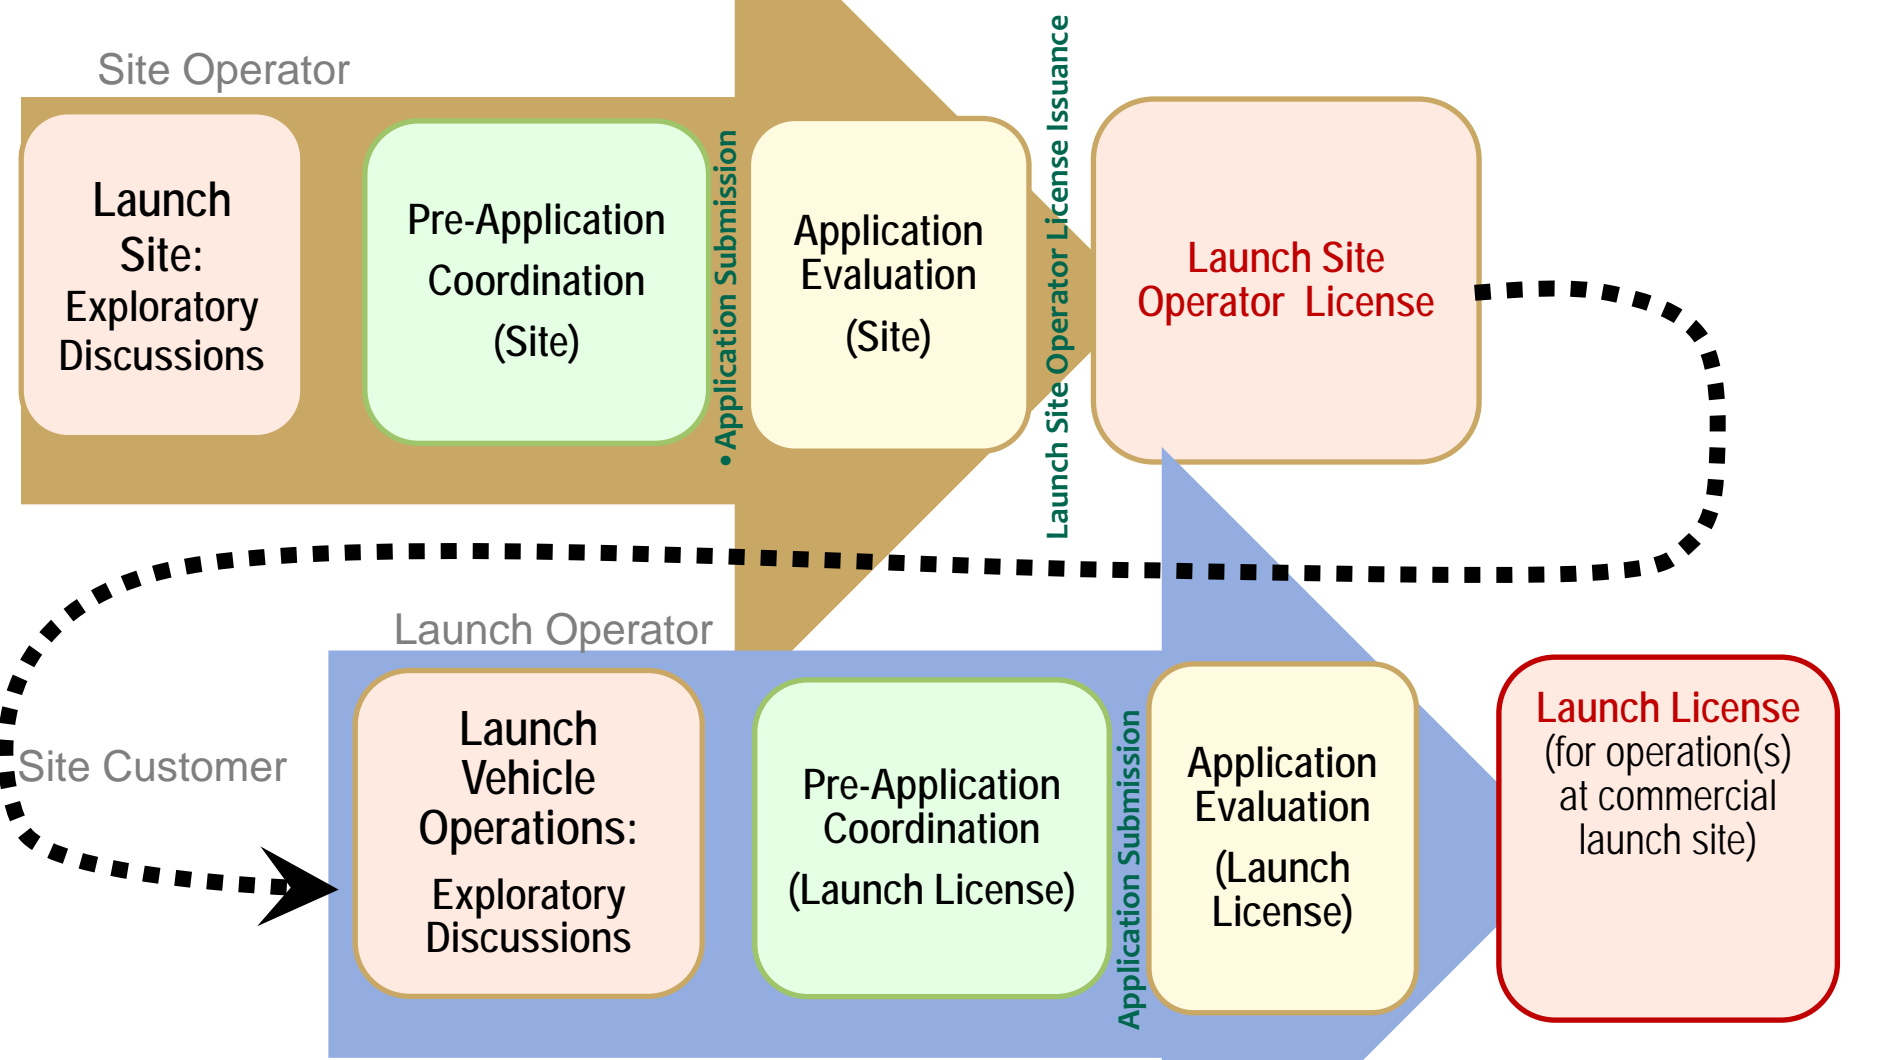 Site Operator
Launch
Site:
Exploratory
Discussions
Pre-Application
Coordination
(Site)
• Application Submission
Application
Evaluation
(Site)
Launch Site Operator License Issuance
Launch Site
Operator License
Launch Operator
Site Customer
Launch
Vehicle
Operations:
Exploratory
Discussions
Pre-Application
Coordination
(Launch License)
Application Submission
Application
Evaluation
(Launch
License)
Launch License
(for operation(s)
at commercial
launch site)